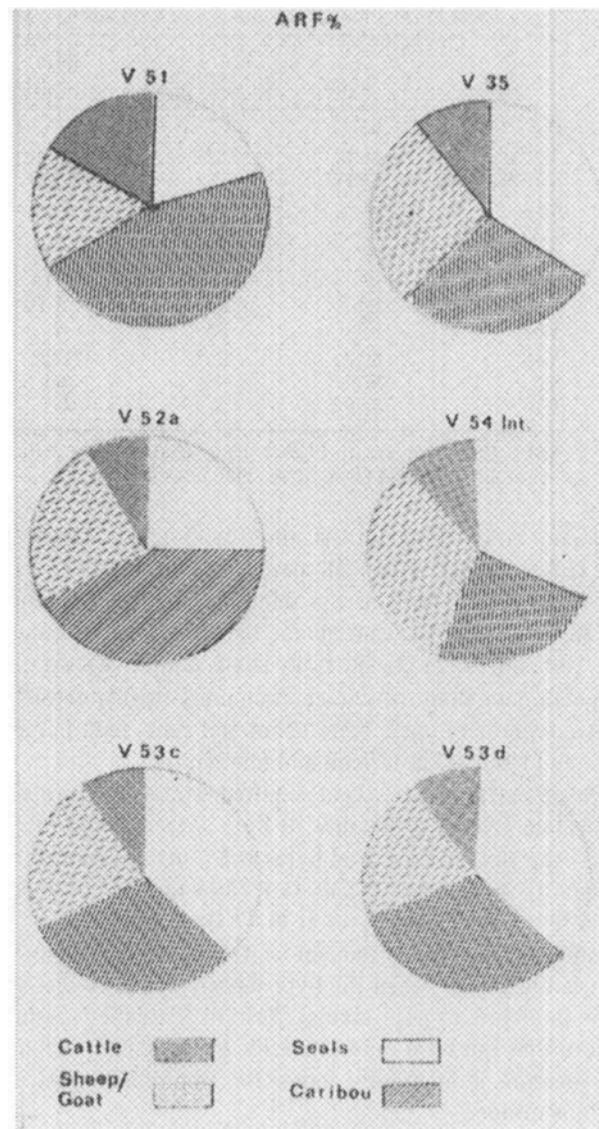 ARF%
V 51
V 35
V 52a
V 54 Int.
V 53c
V 53d
Cattle
Seals
Sheep/
Goat
Caribou